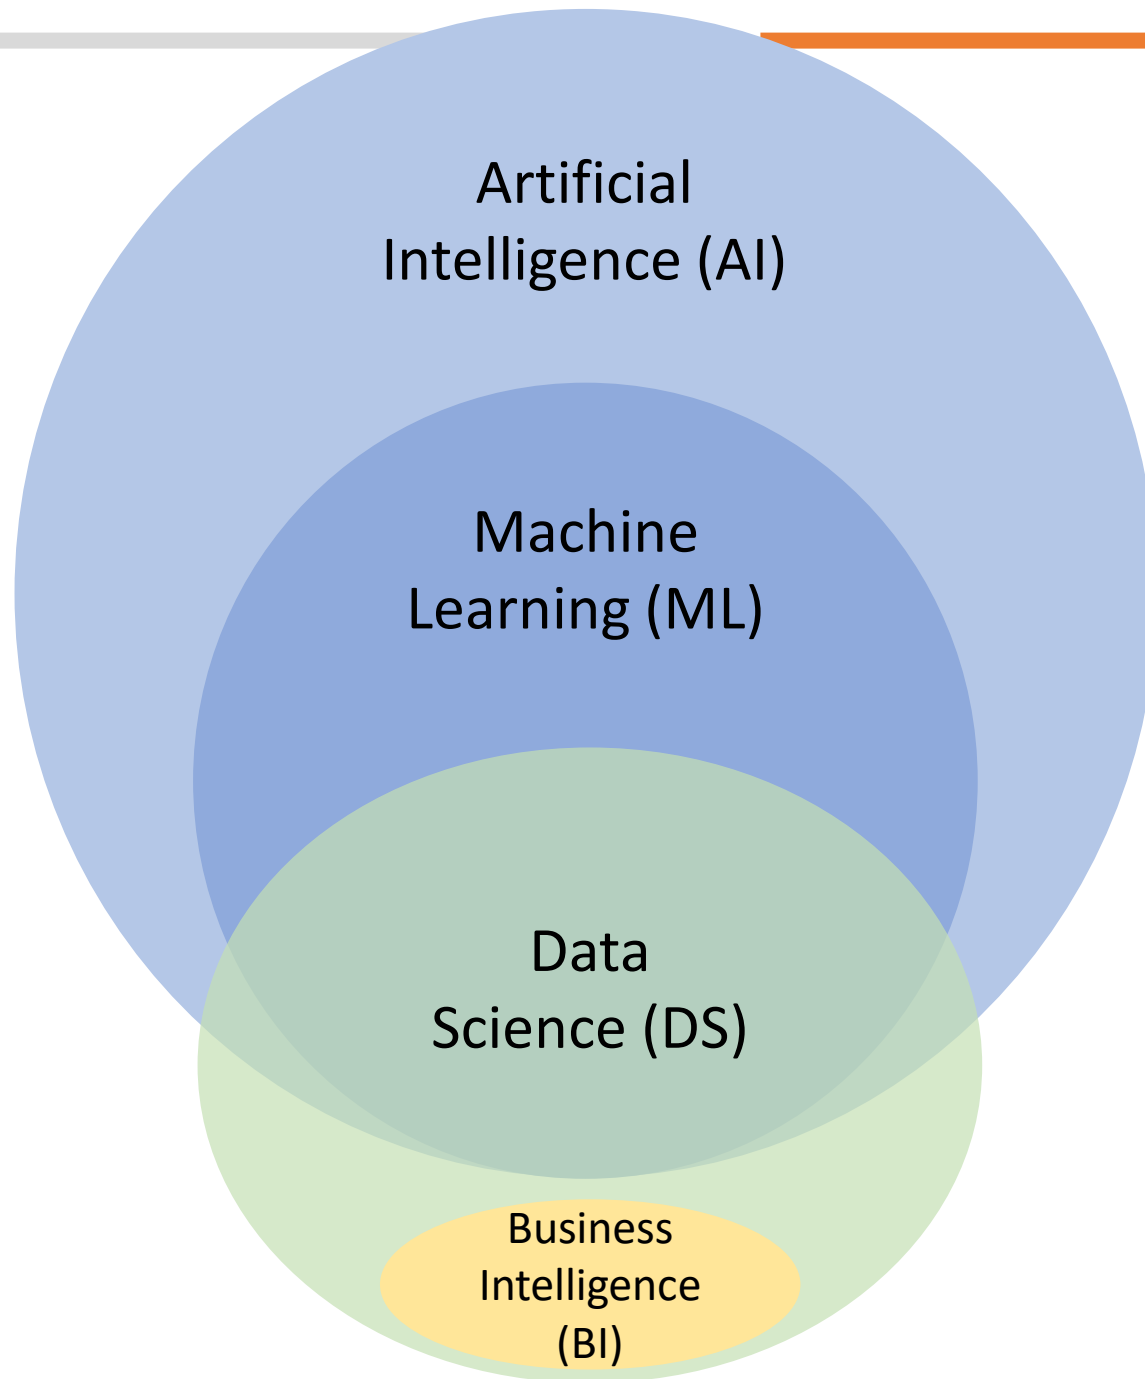 Artificial
Intelligence (AI)
Machine
Learning (ML)
Data
Science (DS)
Business
Intelligence
(BI)